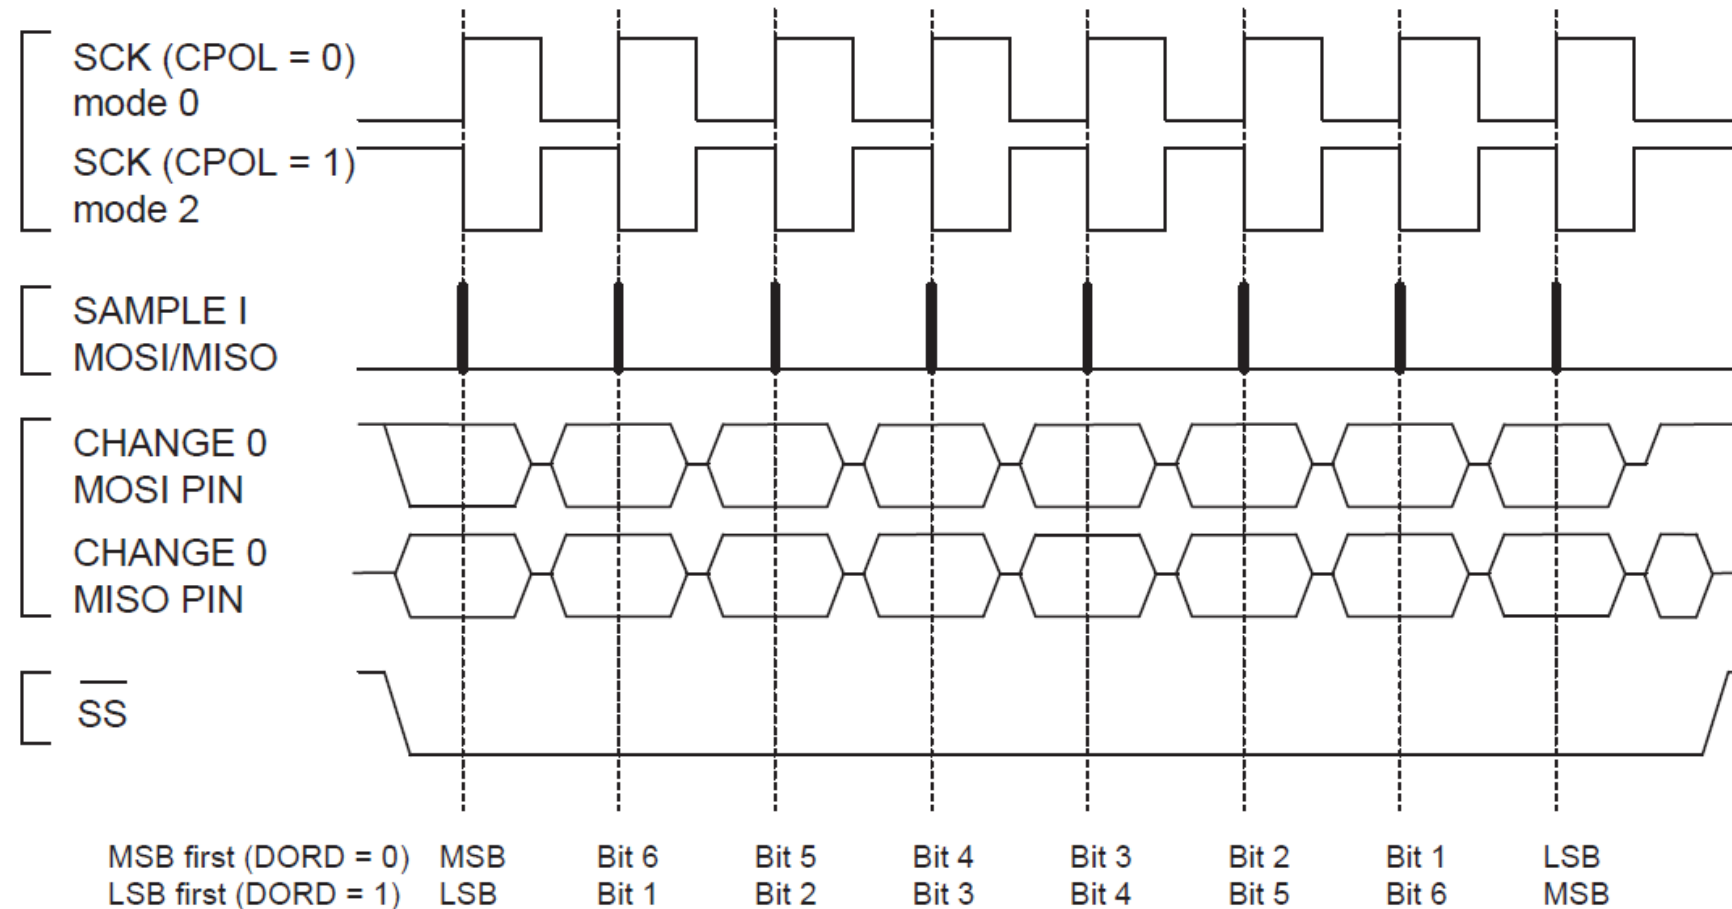 SCK (CPOL = 0)
mode 0
SCK (CPOL = 1)
mode 2
SAMPLE I
MOSI/MISO
CHANGE 0
MOSI PIN
CHANGE 0
MISO PIN
SS
MSB first (DORD = 0) MSB Bit 6 Bit 5 Bit 4 Bit 3 Bit 2 Bit 1 LSB
LSB first (DORD = 1) LSB Bit 1 Bit 2 Bit 3 Bit 4 Bit 5 Bit 6 MSB